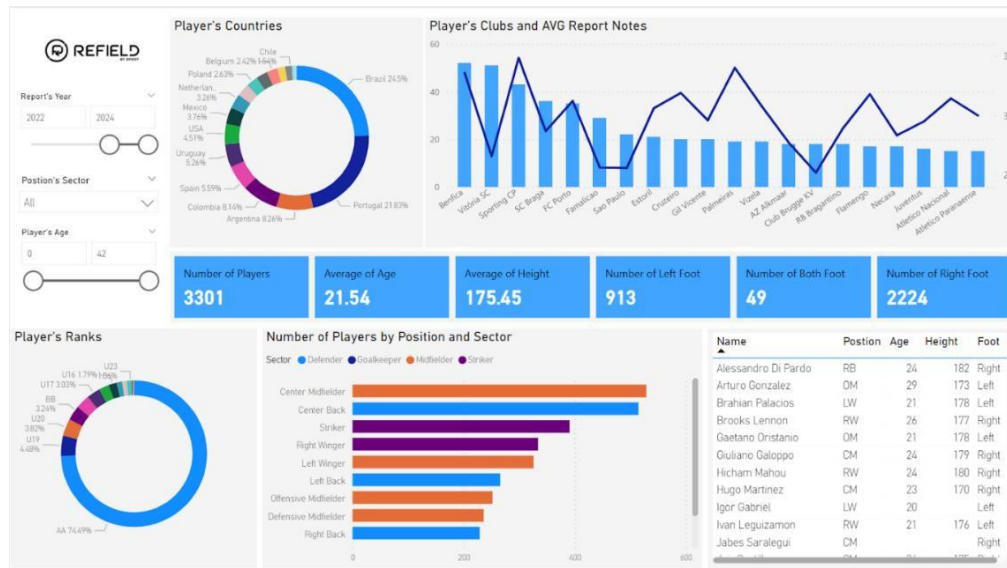 REFIELD
Report's Year
2022 2024
Postion's Sector
All
Player's Age
0 42
Player's Countries
Chile
1.54%
Belgium 2.42%
Poland 2.63%
Netherlan...
3.26%
Mexico
3.76%
USA
4.51%
Uruguay
5.26%
Spain 5.59%
Colombia 8.14%
Argentina 8.26%
Portugal 21.83%
Brazil 24.5%
Player's Clubs and AVG Report Notes
60
40
20
0
Benfica
Vitória SC
Sporting CP
SC Braga
FC Porto
Famalicao
Sao Paulo
Estoril
Cruzeiro
Gil Vicente
Palmeiras
Vizela
AZ Alkmaar
Club Brugge KV
RB Bragantino
Flamengo
Necaxa
Juventus
Atletico Nacional
Atletico Paranaense
Number of Players
3301
Average of Age
21.54
Average of Height
175.45
Number of Left Foot
913
Number of Both Foot
49
Number of Right Foot
2224
Player's Ranks
U23
U16 1.79%
U17 3.03%
BB
3.24%
U20
3.82%
U19
4.48%
AA 74.49%
Number of Players by Position and Sector
Sector Defender Goalkeeper Midfielder Striker
Center Midfielder
Center Back
Striker
Right Winger
Left Winger
Left Back
Offensive Midfielder
Defensive Midfielder
Right Back
0 200 400 600
Name Postion Age Height Foot
Alessandro Di Pardo RB 24 182 Right
Arturo Gonzalez OM 29 173 Left
Brahian Palacios LW 21 178 Left
Brooks Lennon RW 26 177 Right
Gaetano Oristanio OM 21 178 Left
Giuliano Galoppo CM 24 179 Right
Hicham Mahou RW 24 180 Right
Hugo Martinez CM 23 170 Right
Igor Gabriel LW 20 Left
Ivan Leguizamon RW 21 176 Left
Jabes Saralegui CM Right